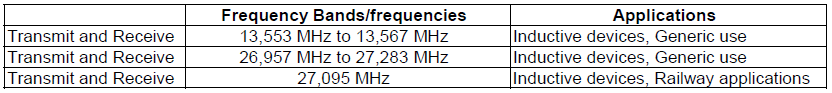 Frequency Bands/frequencies Applications
Transmit and Receive 13,553 MHz to 13,567 MHz Inductive devices, Generic use
Transmit and Receive 26,957 MHz to 27,283 MHz Inductive devices, Generic use
Transmit and Receive 27,095 MHz Inductive devices, Railway applications